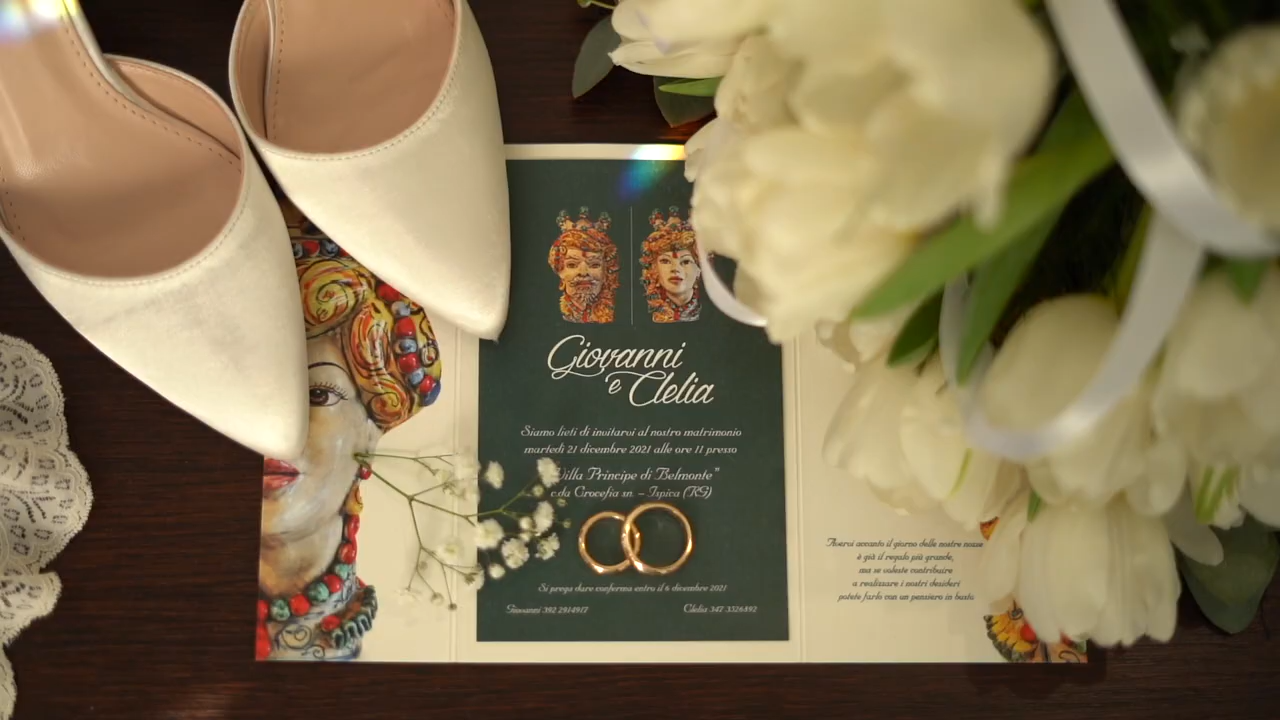 Giovanni
e Clelia
Siamo lieti di invitarvi al nostro matrimonio
martedì 21 dicembre 2021 alle ore 11 presso
Villa Principe di Belmonte"
c.da Crocefia sn. - Ispica (RG)
Si prega dare conferma entro il 6 dicembre 2021
Giovanni 392 2914917
Clelia 347 3326892
Avervi accanto il giorno delle nostre nozze
è già il regalo più grande,
ma se voleste contribuire
a realizzare i nostri desideri
potete farlo con un pensiero in busta